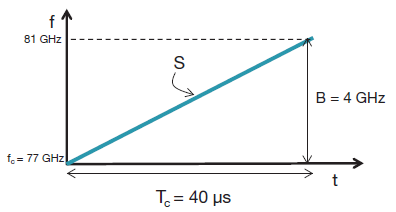 f
81 GHz
S
B = 4 GHz
fc = 77 GHz
t
Tc = 40 µs